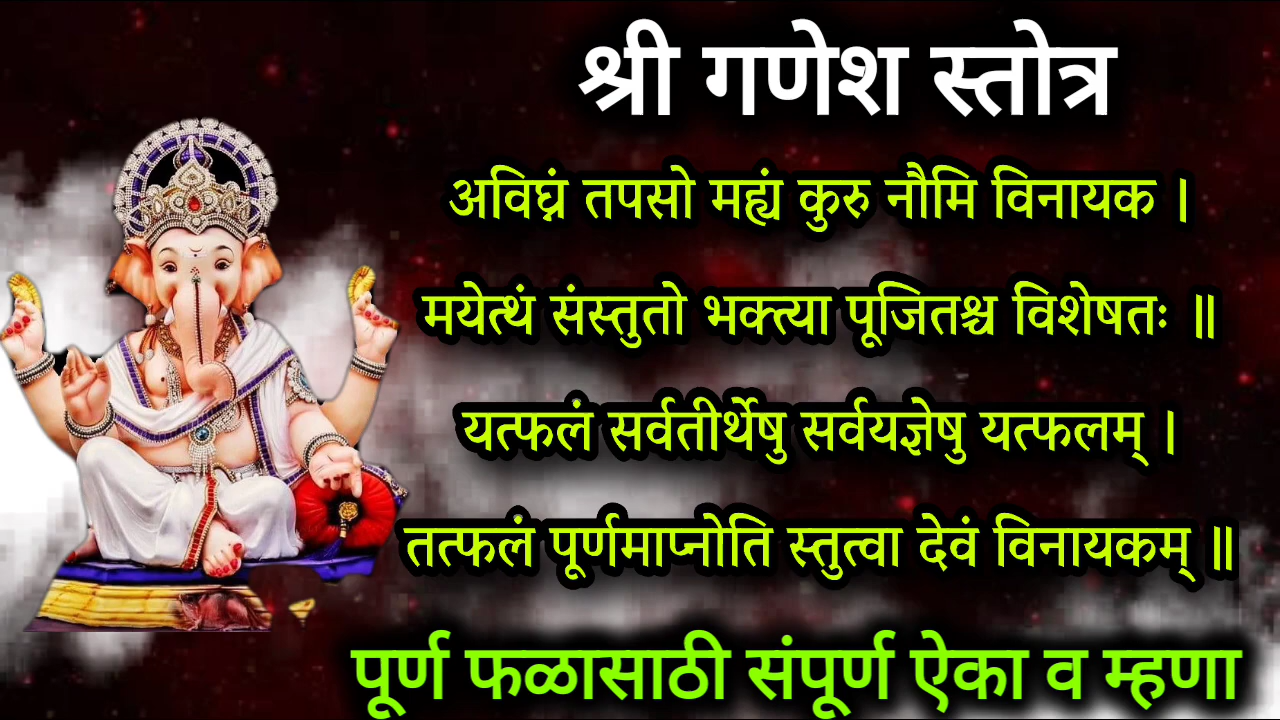 श्री गणेश स्तोत्र
अविघ्नं तपसो मह्यं कुरु नौमि विनायक ।
मयेत्थं संस्तुतो भक्त्या पूजितश्च विशेषतः ॥
यत्फलं सर्वतीर्थेषु सर्वयज्ञेषु यत्फलम् ।
तत्फलं पूर्णमाप्नोति स्तुत्वा देवं विनायकम् ॥
पूर्ण फळासाठी संपूर्ण ऐका व म्हणा